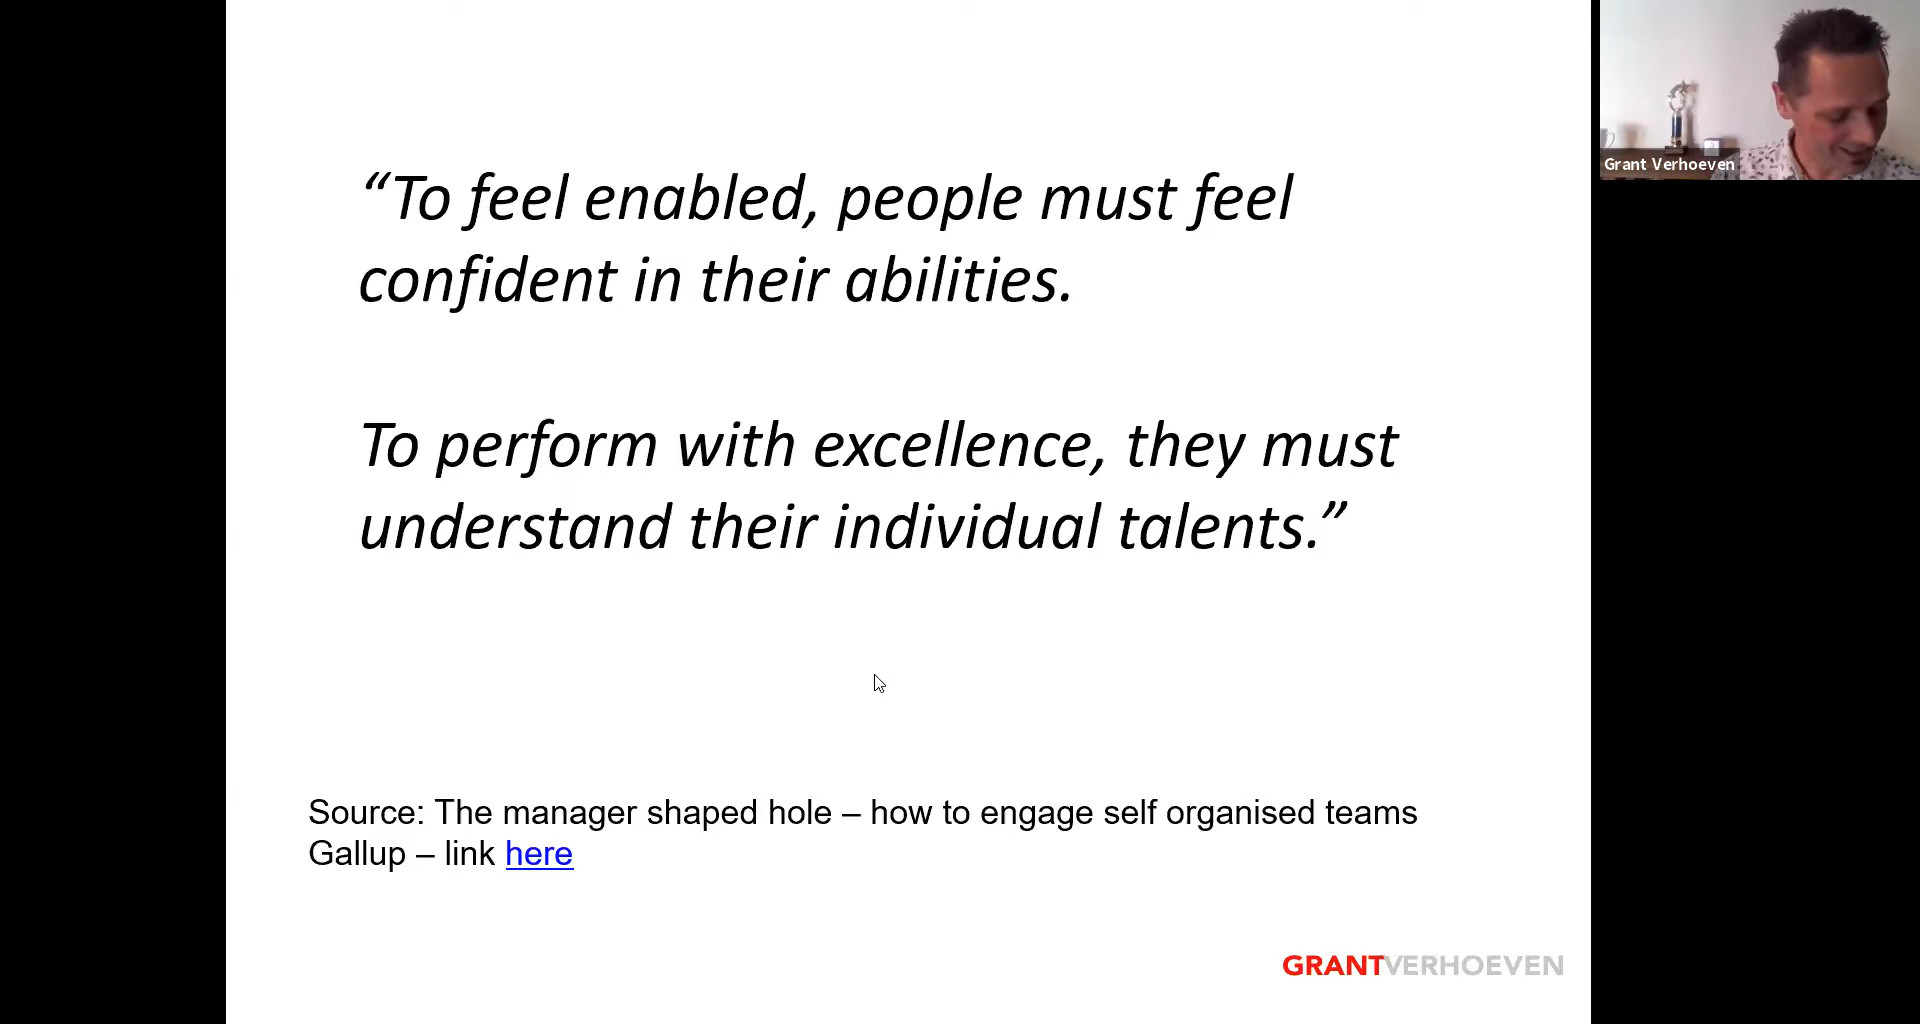 “To feel enabled, people must feel
confident in their abilities.
To perform with excellence, they must
understand their individual talents.”
Source: The manager shaped hole – how to engage self organised teams
Gallup – link here
GRANTVERHOEVEN
Grant Verhoeven